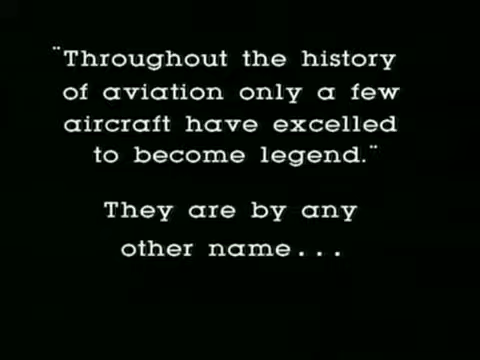 ¨Throughout the history
of aviation only a few
aircraft have excelled
to become legend.¨
They are by any
other name...